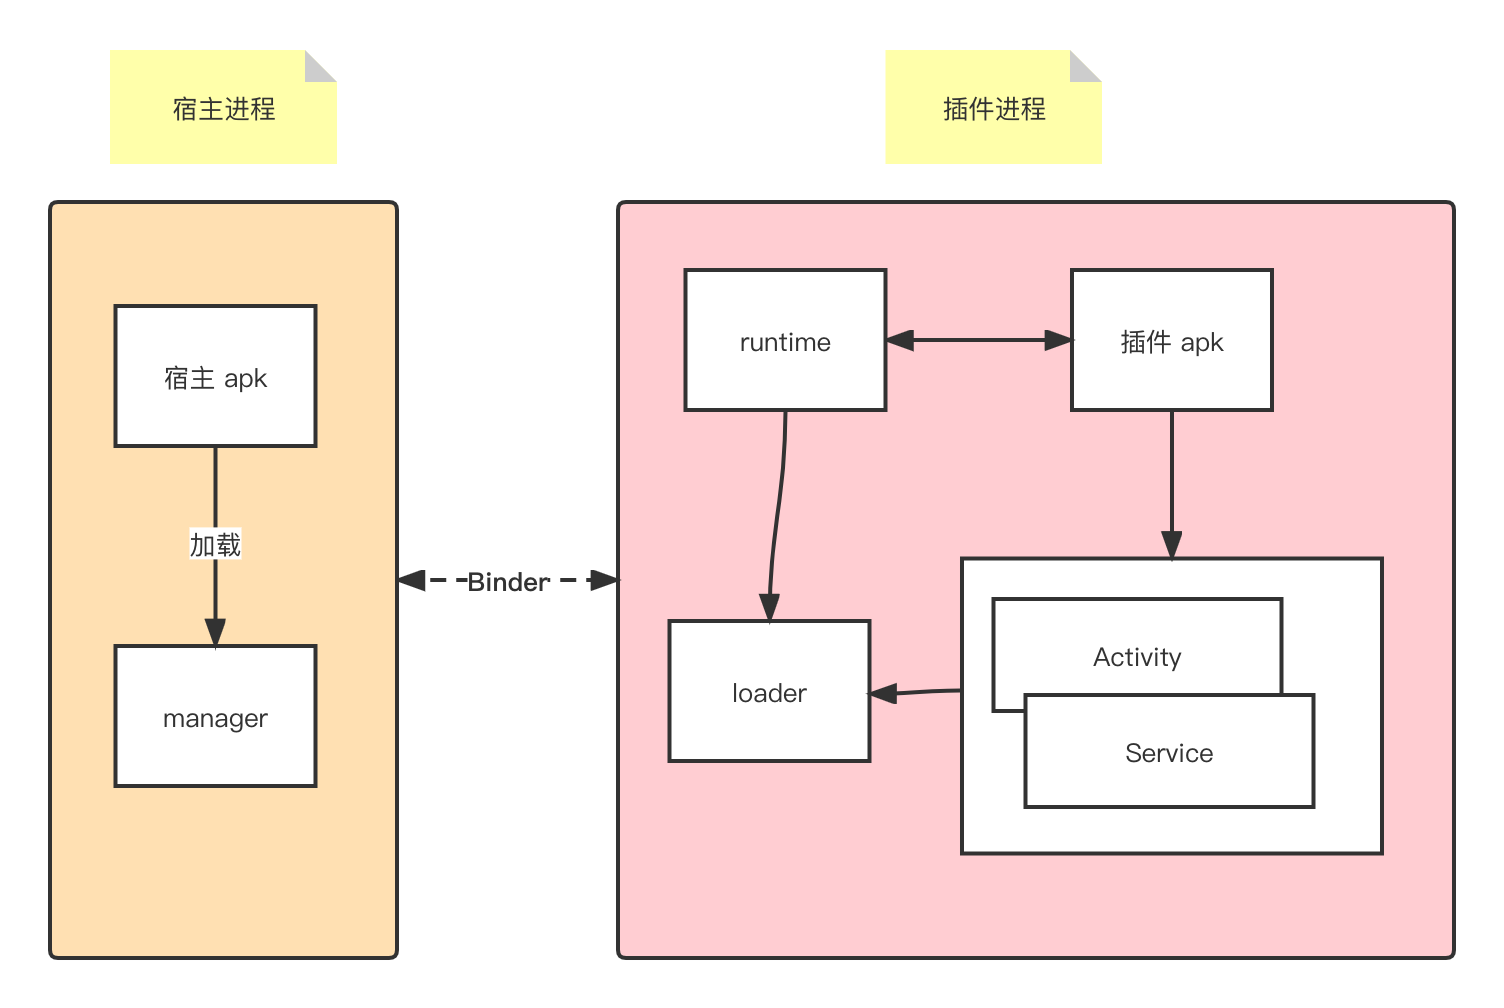 宿主进程
插件进程
宿主 apk
加载
manager
Binder
runtime
插件 apk
loader
Activity
Service